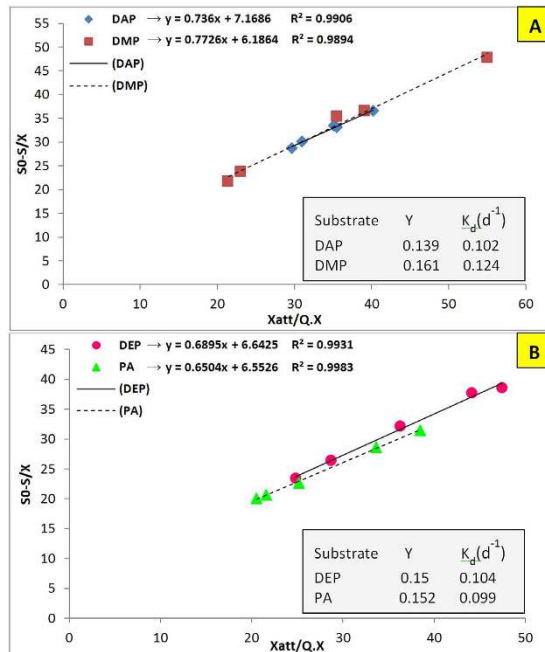 A
DAP → y = 0.736x + 7.1686 R² = 0.9906
DMP → y = 0.7726x + 6.1864 R² = 0.9894
(DAP)
(DMP)
S0-S/X
55
50
45
40
35
30
25
20
15
10
5
0
Substrate Y K_d(d⁻¹)
DAP 0.139 0.102
DMP 0.161 0.124
0 10 20 30 40 50 60
Xatt/Q.X
B
DEP → y = 0.6895x + 6.6425 R² = 0.9931
PA → y = 0.6504x + 6.5526 R² = 0.9983
(DEP)
(PA)
S0-S/X
45
40
35
30
25
20
15
10
5
0
Substrate Y K_d(d⁻¹)
DEP 0.15 0.104
PA 0.152 0.099
0 10 20 30 40 50
Xatt/Q.X